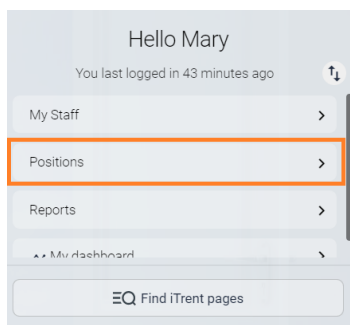 Hello Mary
You last logged in 43 minutes ago
My Staff
Positions
Reports
My dashboard
Find iTrent pages